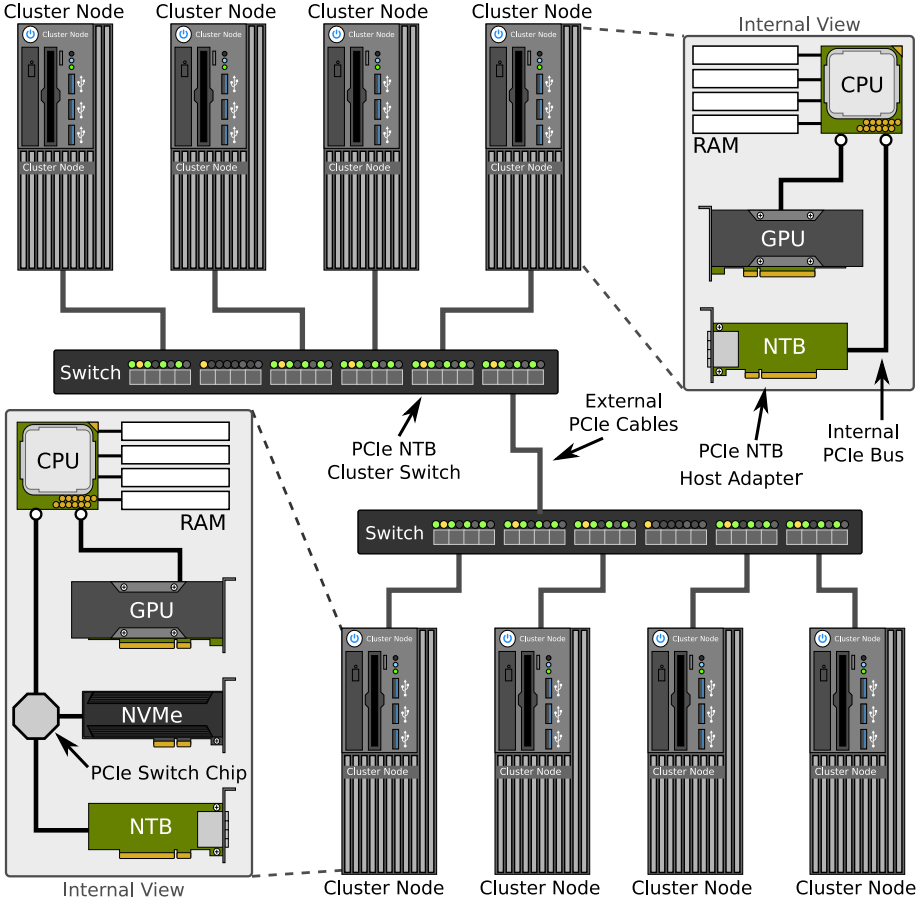 Cluster Node
Cluster Node
Cluster Node
Cluster Node
Internal View
Cluster Node
Cluster Node
Cluster Node
Cluster Node
CPU
RAM
Cluster Node
Cluster Node
Cluster Node
Cluster Node
GPU
NTB
Switch
External
PCIe Cables
PCIe NTB
Cluster Switch
PCIe NTB
Host Adapter
Internal
PCIe Bus
CPU
RAM
Switch
GPU
Cluster Node
Cluster Node
Cluster Node
Cluster Node
NVMe
PCIe Switch Chip
Cluster Node
Cluster Node
Cluster Node
Cluster Node
NTB
Internal View
Cluster Node
Cluster Node
Cluster Node
Cluster Node